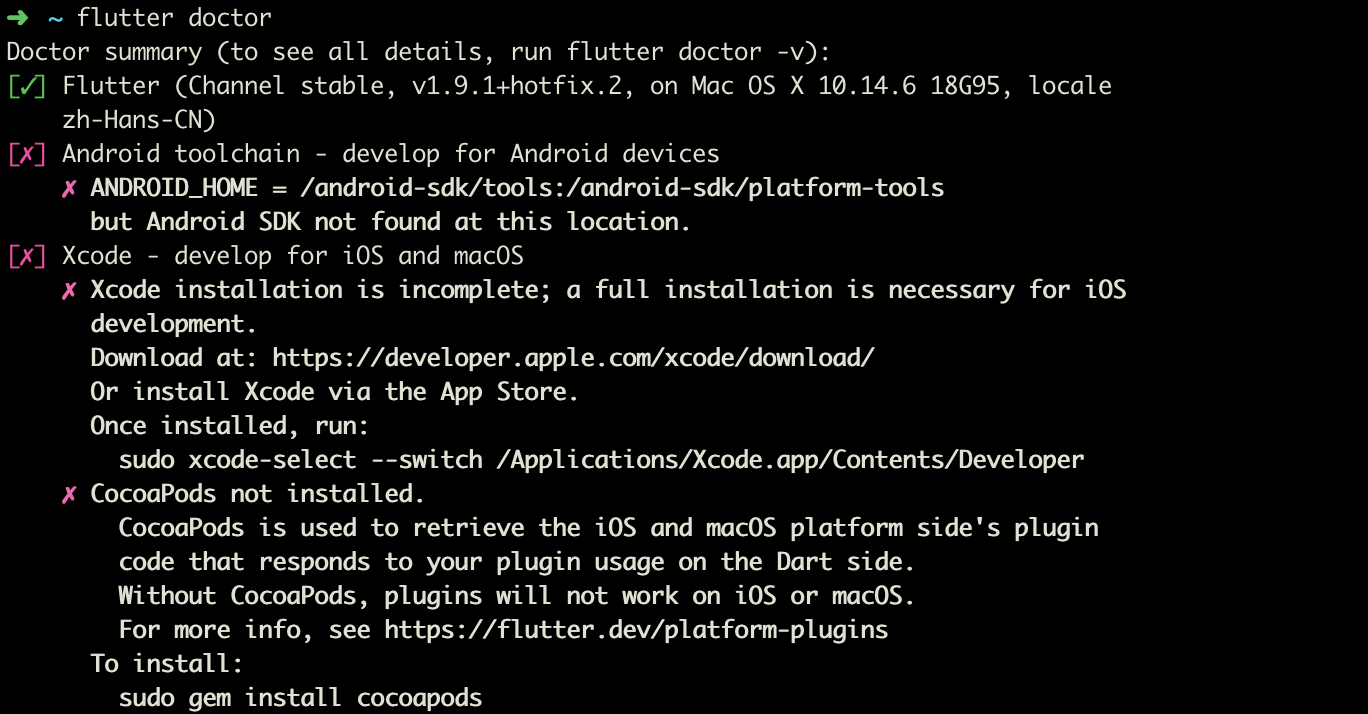 ➜  ~ flutter doctor
Doctor summary (to see all details, run flutter doctor -v):
[✓] Flutter (Channel stable, v1.9.1+hotfix.2, on Mac OS X 10.14.6 18G95, locale
    zh-Hans-CN)
[✗] Android toolchain - develop for Android devices
    ✗ ANDROID_HOME = /android-sdk/tools:/android-sdk/platform-tools
      but Android SDK not found at this location.
[✗] Xcode - develop for iOS and macOS
    ✗ Xcode installation is incomplete; a full installation is necessary for iOS
      development.
      Download at: https://developer.apple.com/xcode/download/
      Or install Xcode via the App Store.
      Once installed, run:
        sudo xcode-select --switch /Applications/Xcode.app/Contents/Developer
    ✗ CocoaPods not installed.
        CocoaPods is used to retrieve the iOS and macOS platform side's plugin
        code that responds to your plugin usage on the Dart side.
        Without CocoaPods, plugins will not work on iOS or macOS.
        For more info, see https://flutter.dev/platform-plugins
      To install:
        sudo gem install cocoapods